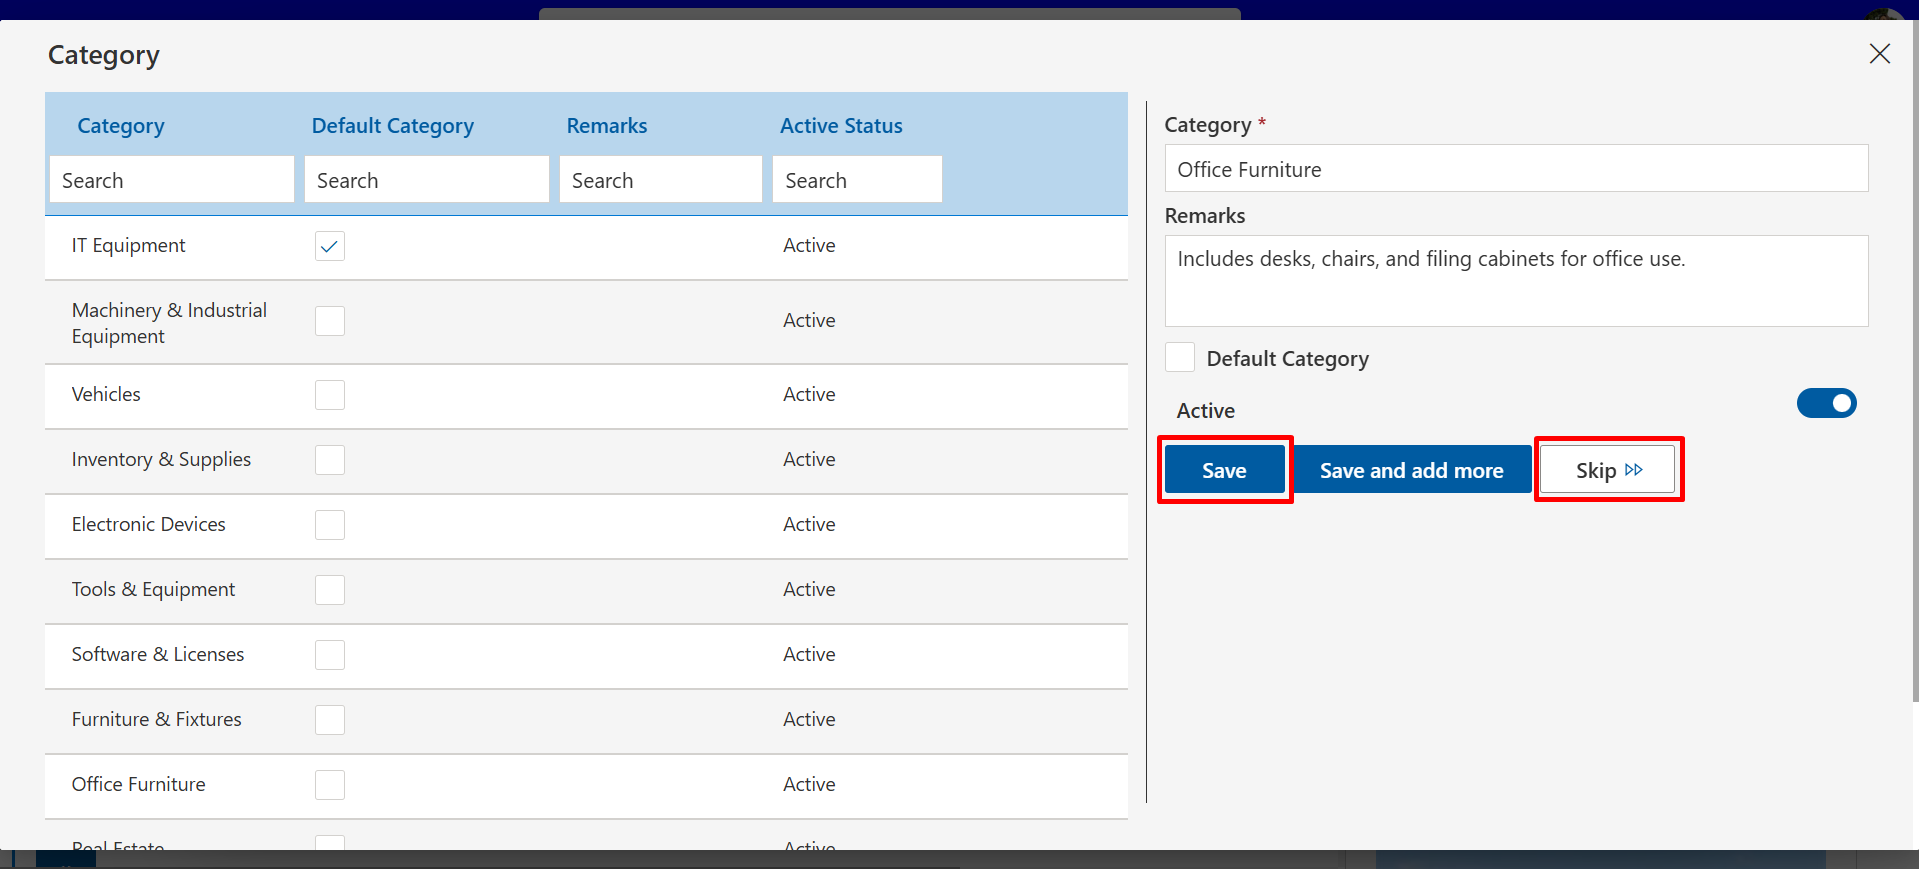 Category
Category Default Category Remarks Active Status
Search Search Search Search
IT Equipment Active
Machinery & Industrial
Equipment
Active
Vehicles Active
Inventory & Supplies Active
Electronic Devices Active
Tools & Equipment Active
Software & Licenses Active
Furniture & Fixtures Active
Office Furniture Active
Real Estate Active
Category *
Office Furniture
Remarks
Includes desks, chairs, and filing cabinets for office use.
Default Category
Active
Save Save and add more Skip